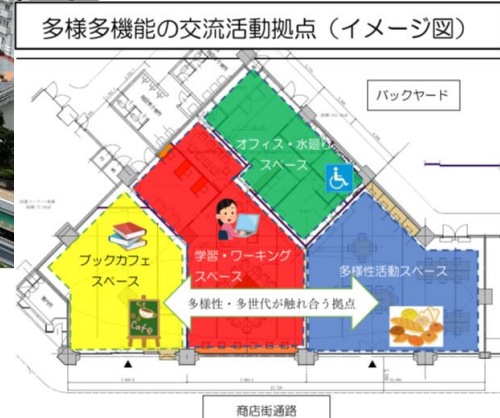 多様多機能の交流活動拠点（イメージ図）
バックヤード
オフィス・水廻り
スペース
学習・ワーキング
スペース
ブックカフェ
スペース
多様性活動スペース
多様性・多世代が触れ合う拠点
Cafe
商店街通路